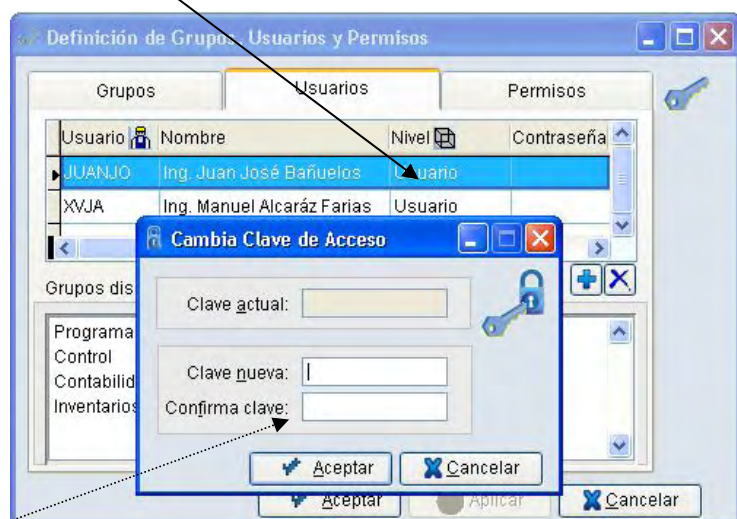 Definición de Grupos, Usuarios y Permisos
Grupos Usuarios Permisos
Usuario Nombre Nivel Contraseña
JUANJO Ing. Juan José Bañuelos Usuario
XVJA Ing. Manuel Alcaráz Farias Usuario
Cambia Clave de Acceso
Grupos dis
Clave actual:
Programa
Control
Contabilid
Inventarios
Clave nueva:
Confirma clave:
Aceptar Cancelar
Aceptar Aplicar Cancelar